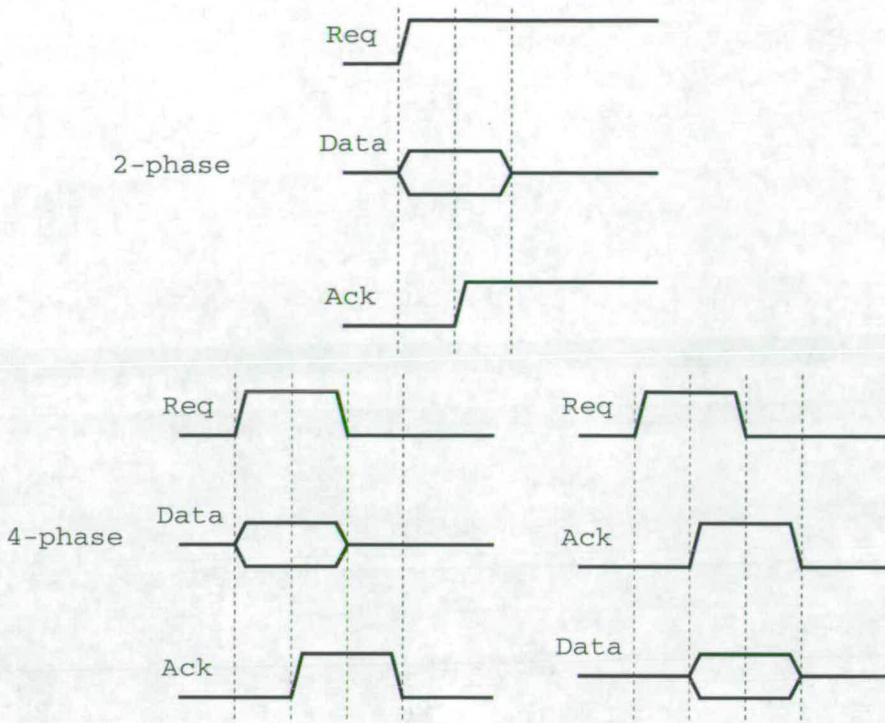 Req
Data
2-phase
Ack
Req
Req
Data
4-phase
Ack
Data
Ack